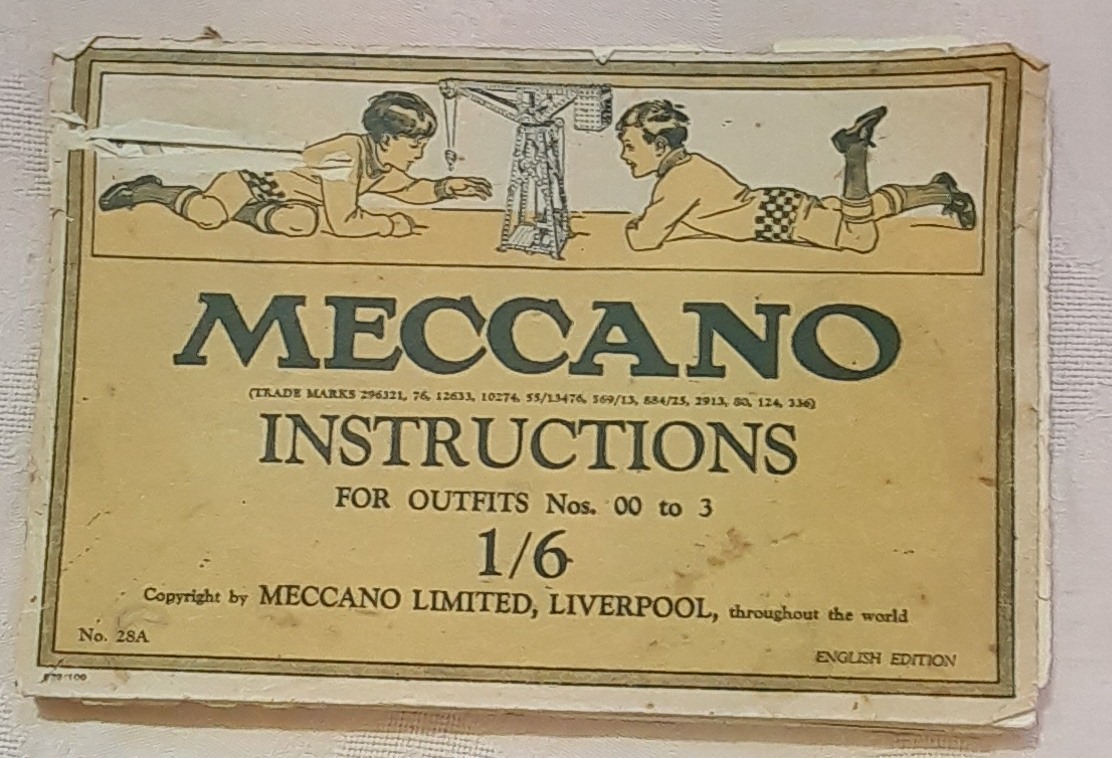 MECCANO
(TRADE MARKS 296321, 76, 12633, 10274, 55/13476, 569/13, 884/25, 2913, 80, 124, 336)
INSTRUCTIONS
FOR OUTFITS Nos. 00 to 3
1/6
Copyright by MECCANO LIMITED, LIVERPOOL, throughout the world
No. 28A
ENGLISH EDITION